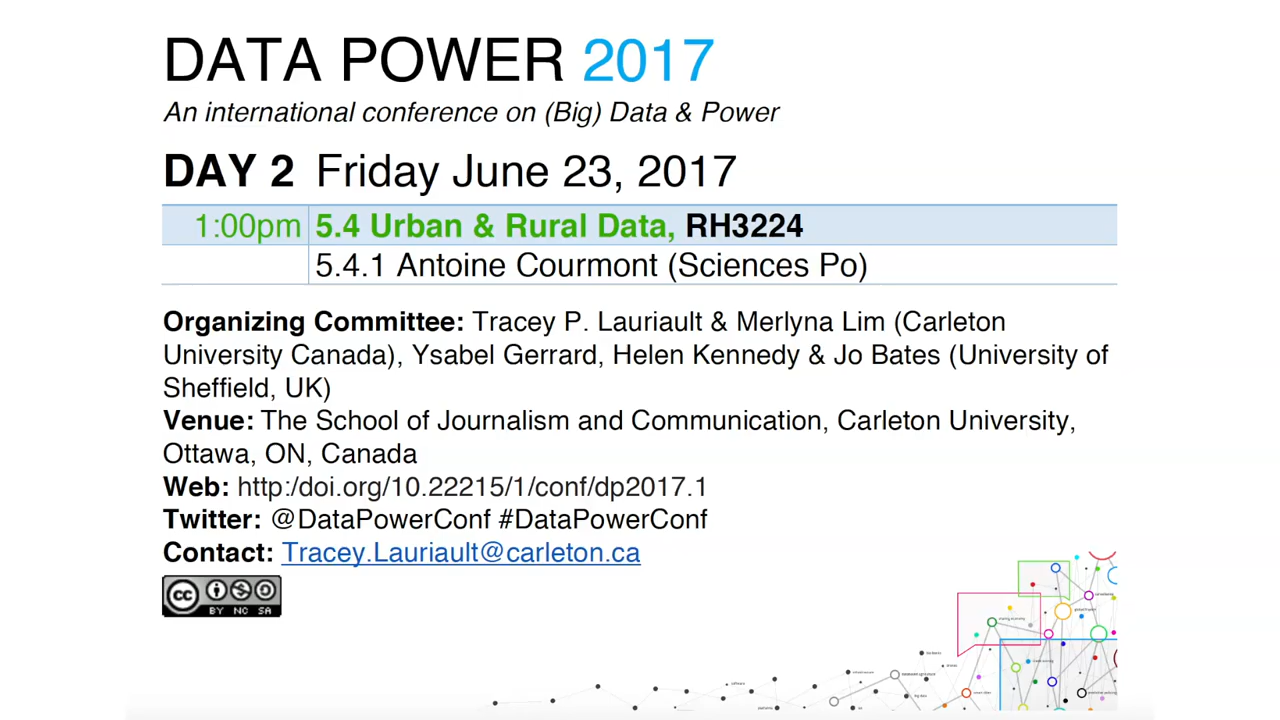 DATA POWER 2017
An international conference on (Big) Data & Power
DAY 2 Friday June 23, 2017
1:00pm 5.4 Urban & Rural Data, RH3224
5.4.1 Antoine Courmont (Sciences Po)
Organizing Committee: Tracey P. Lauriault & Merlyna Lim (Carleton
University Canada), Ysabel Gerrard, Helen Kennedy & Jo Bates (University of
Sheffield, UK)
Venue: The School of Journalism and Communication, Carleton University,
Ottawa, ON, Canada
Web: http:/doi.org/10.22215/1/conf/dp2017.1
Twitter: @DataPowerConf #DataPowerConf
Contact: Tracey.Lauriault@carleton.ca
cc
BY NC SA